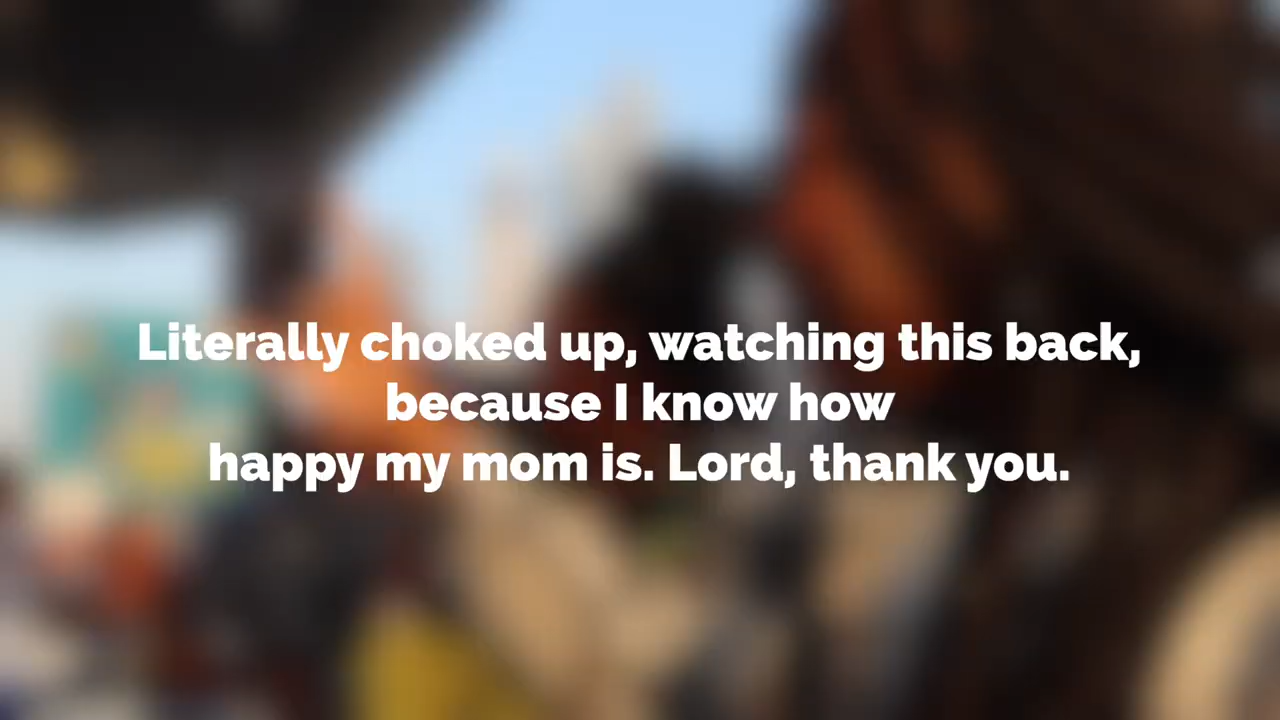 Literally choked up, watching this back,
because I know how
happy my mom is. Lord, thank you.